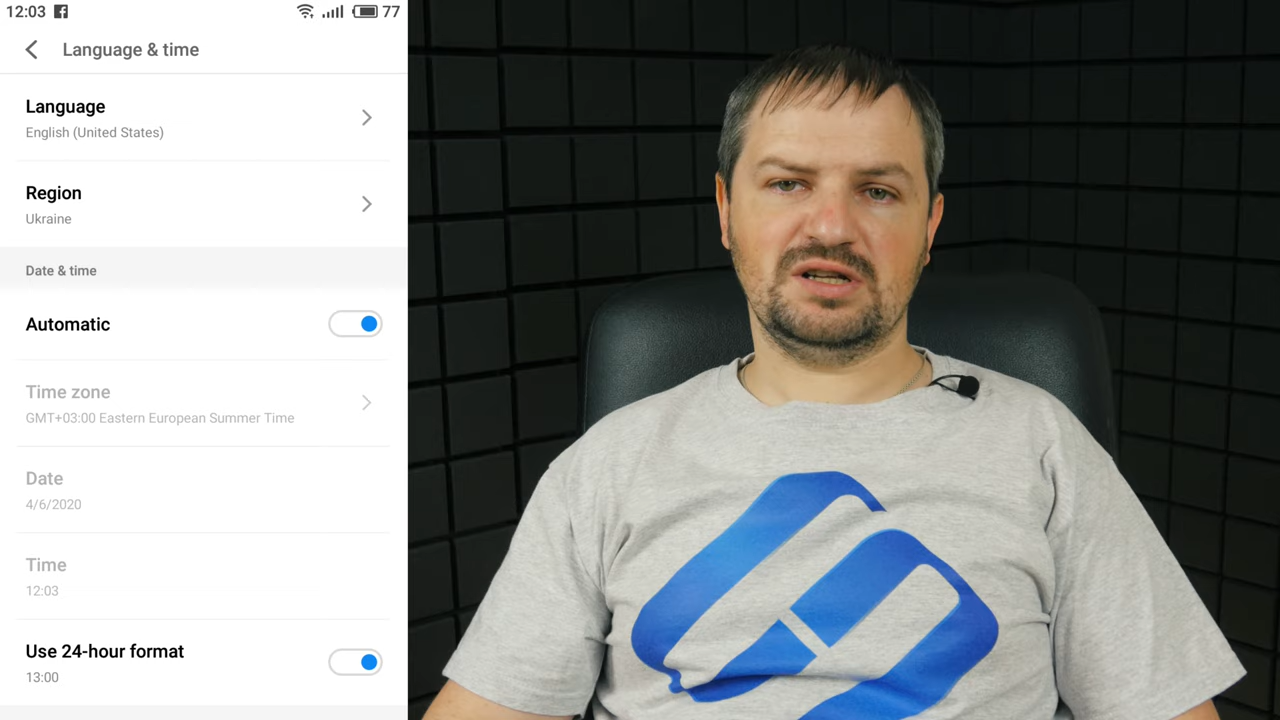 12:03 77
Language & time
Language
English (United States)
Region
Ukraine
Date & time
Automatic
Time zone
GMT+03:00 Eastern European Summer Time
Date
4/6/2020
Time
12:03
Use 24-hour format
13:00